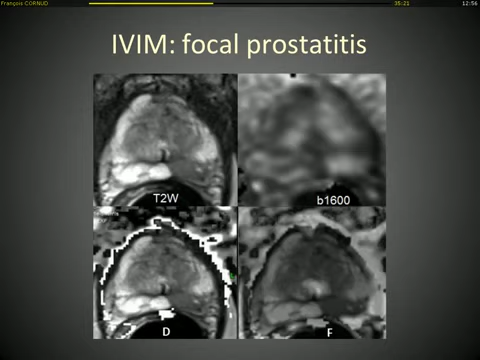 François CORNUD
35:21
12:56
IVIM: focal prostatitis
T2W
b1600
D
F